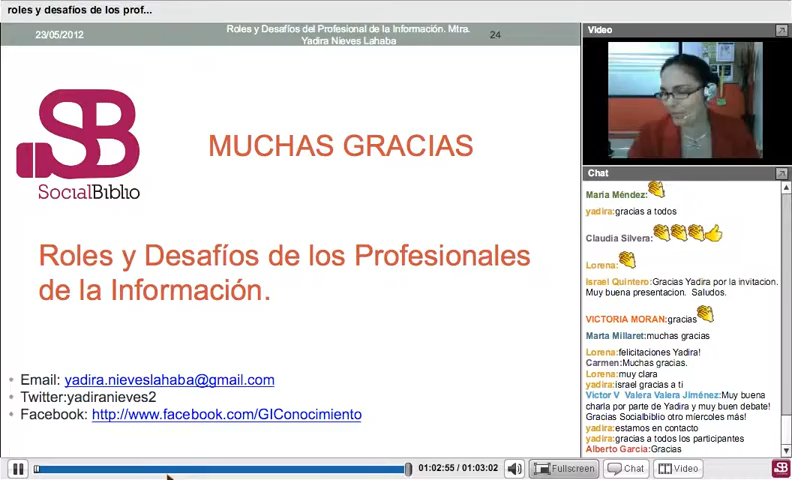 roles y desafíos del prof...
23/05/2012
Roles y Desafíos del Profesional de la Información. Mtra.
Yadira Nieves Lahaba
24
SB
SocialBiblio
MUCHAS GRACIAS
Roles y Desafíos de los Profesionales
de la Información.
Email: yadira.nieveslahaba@gmail.com
Twitter:yadiranieves2
Facebook: http://www.facebook.com/GIConocimiento
Video
Chat
María Méndez:
yadira:gracias a todos
Claudia Silvera:
Lorena:
Israel Quintero:Gracias Yadira por la invitacion.
Muy buena presentacion. Saludos.
VICTORIA MORAN:gracias
Marta Millaret:muchas gracias
Lorena:felicitaciones Yadira!
Carmen:Muchas gracias.
Lorena:muy clara
yadira:israel gracias a ti
Victor V Valera Valera Jiménez:Muy buena
charla por parte de Yadira y muy buen debate!
Gracias Socialbiblio otro miercoles más!
yadira:estamos en contacto
yadira:gracias a todos los participantes
Alberto Garcia:Gracias
01:02:55 / 01:03:02
Fullscreen
Chat
Video
SB